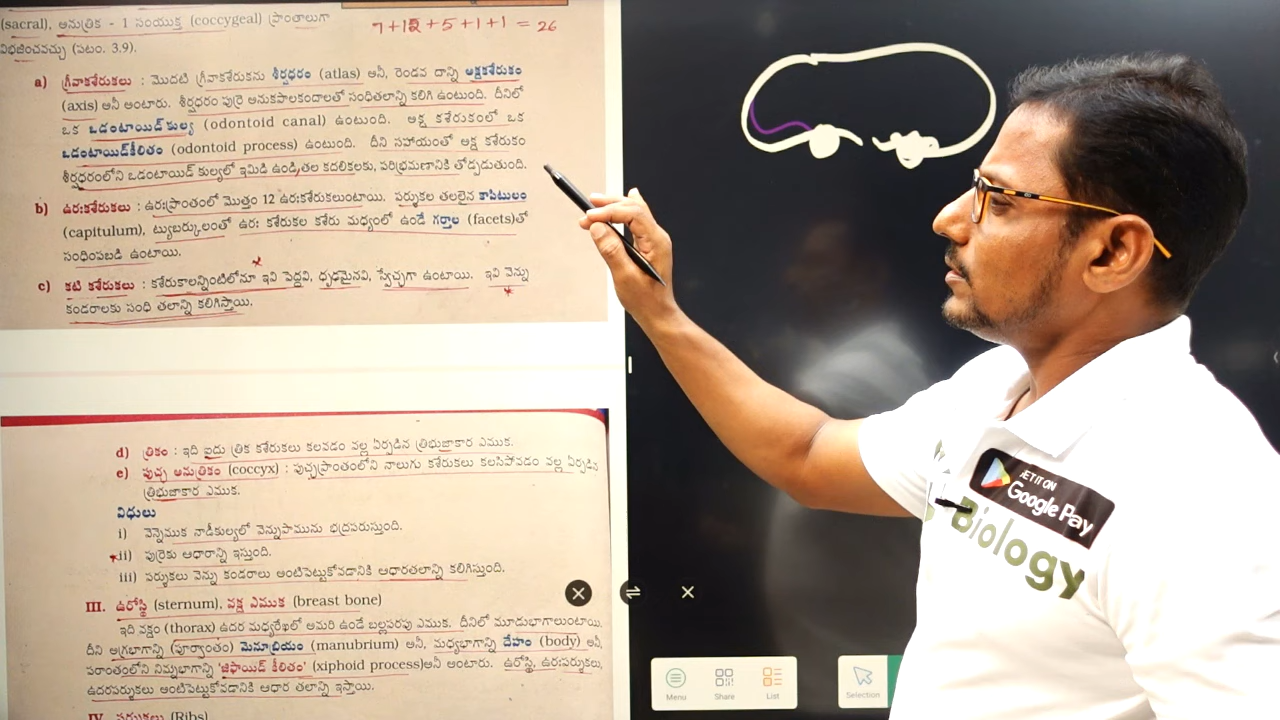 (sacral), అనుత్రిక - 1 సంయుక్త (coccygeal) ప్రాంతాలుగా
విభజించవచ్చు (పటం. 3.9).
7+12+5+1+1 = 26
a) గ్రీవాకశేరుకలు : మొదటి గ్రీవాకశేరుకను శీర్షధరం (atlas) అనీ, రెండవ దాన్ని అక్షకశేరుకం
(axis) అనీ అంటారు. శీర్షధరం పుర్రె అనుకపాలకందాలతో సంధితలాన్ని కలిగి ఉంటుంది. దీనిలో
ఒక ఒడంటాయిడ్ కుల్య (odontoid canal) ఉంటుంది. అక్ష కశేరుకంలో ఒక
ఒడంటాయిడ్‌కీలితం (odontoid process) ఉంటుంది. దీని సహాయంతో అక్ష కశేరుకం
శీర్షధరంలోని ఒడంటాయిడ్ కుల్యలో ఇమిడి ఉండి, తల కదలికలకు, పరిభ్రమణానికి తోడ్పడుతుంది.
b) ఉరఃకశేరుకలు : ఉరఃప్రాంతంలో మొత్తం 12 ఉరఃకశేరుకలుంటాయి. పర్శుకల తలలైన కాపిటులం
(capitulum), ట్యుబర్కులంతో ఉరః కశేరుకల కశేరు మధ్యంలో ఉండే గర్తాల (facets)తో
సంధింపబడి ఉంటాయి.
c) కటి కశేరుకలు : కశేరుకాలన్నింటిలోనూ ఇవి పెద్దవి, ధృఢమైనవి, స్వేచ్ఛగా ఉంటాయి. ఇవి వెన్ను
కండరాలకు సంధి తలాన్ని కలిగిస్తాయి.
d) త్రికం : ఇది ఐదు త్రిక కశేరుకలు కలవడం వల్ల ఏర్పడిన త్రిభుజాకార ఎముక.
e) పుచ్ఛ అనుత్రికం (coccyx) : పుచ్ఛప్రాంతంలోని నాలుగు కశేరుకలు కలసిపోవడం వల్ల ఏర్పడిన
త్రిభుజాకార ఎముక.
విధులు
i) వెన్నెముక నాడీకుల్యలో వెన్నుపామును భద్రపరుస్తుంది.
ii) పుర్రెకు ఆధారాన్ని ఇస్తుంది.
iii) పర్శుకలు వెన్ను కండరాలు అంటిపెట్టుకోవడానికి ఆధారతలాన్ని కలిగిస్తుంది.
III. ఉరోస్థి (sternum), వక్ష ఎముక (breast bone)
ఇది వక్షం (thorax) ఉదర మధ్యరేఖలో అమరి ఉండే బల్లపరపు ఎముక. దీనిలో మూడుభాగాలుంటాయి.
దీని అగ్రభాగాన్ని (పూర్వాంతం) మెనూబ్రియం (manubrium) అనీ, మధ్యభాగాన్ని దేహం (body) అనీ,
పరాంతంలోని నిమ్నభాగాన్ని 'జిఫాయిడ్ కీలితం' (xiphoid process)అనీ అంటారు. ఉరోస్థి, ఉరఃపర్శుకలు,
ఉదరపర్శుకలు అంటిపెట్టుకోవడానికి ఆధార తలాన్ని ఇస్తాయి.
IV. పర్శుకలు (Ribs)
Menu
Share
List
Selection
GET IT ON
Google Pay
Biology